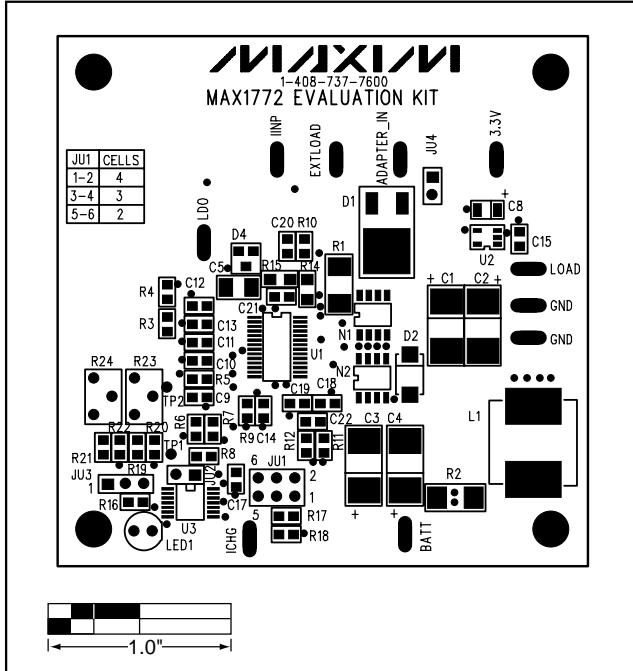 MAXIM
1-408-737-7600
MAX1772 EVALUATION KIT
IINP
EXTLOAD
ADAPTER_IN
JU4
3.3V
JU1 CELLS
1-2 4
3-4 3
5-6 2
LDO
D1
+
C8
U2
C15
C20 R10
D4
R1
C5
R15
R14
LOAD
+ C1
C2 +
R4
C12
C21
GND
R3
C13
N1
D2
GND
C11
U1
R24
R23
C10
N2
R5
TP2
C9
C19
C18
L1
R6
R7
R9
C14
C22
C3
C4
R22
R20
TP1
R12
R11
R21
R8
JU3
R19
JU2
6
JU1
2
R2
1
1
R16
C17
5
R17
+
+
U3
R18
LED1
ICHG
BATT
1.0"